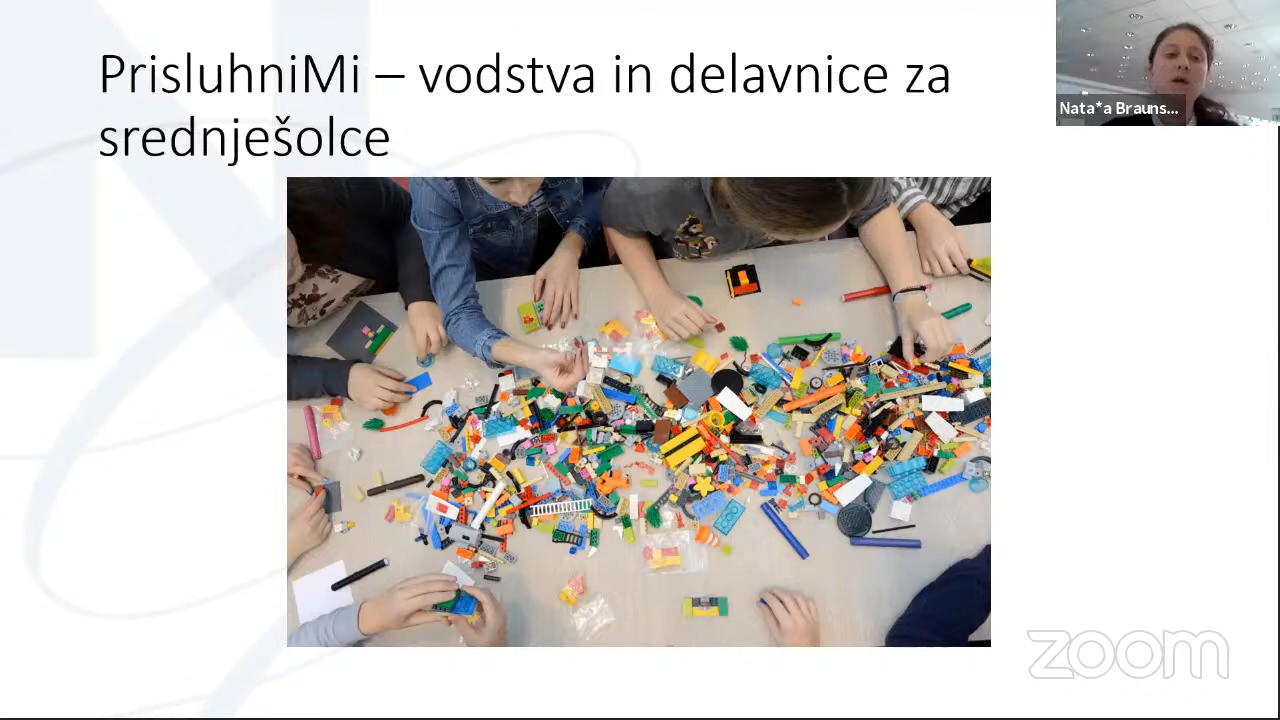 PrisluhniMi – vodstva in delavnice za
srednješolce
Nata*a Brauns...
zoom